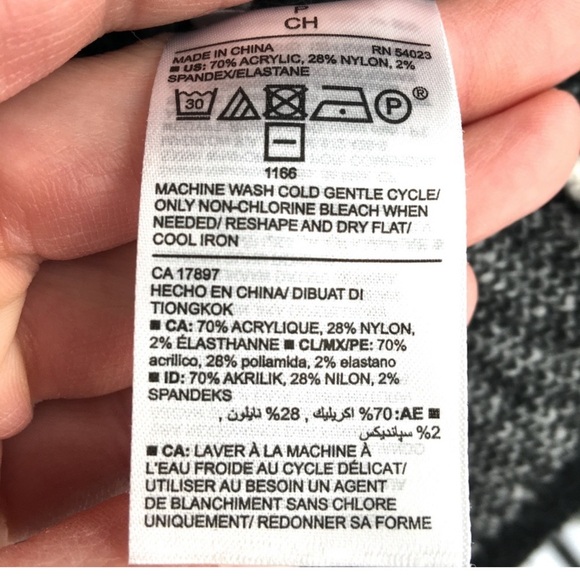 P
CH
MADE IN CHINA RN 54023
■ US: 70% ACRYLIC, 28% NYLON, 2%
SPANDEX/ELASTANE
30 P ®
1166
MACHINE WASH COLD GENTLE CYCLE/
ONLY NON-CHLORINE BLEACH WHEN
NEEDED/ RESHAPE AND DRY FLAT/
COOL IRON
CA 17897
HECHO EN CHINA/ DIBUAT DI
TIONGKOK
■ CA: 70% ACRYLIQUE, 28% NYLON,
2% ÉLASTHANNE ■ CL/MX/PE: 70%
acrílico, 28% poliamida, 2% elastano
■ ID: 70% AKRILIK, 28% NILON, 2%
SPANDEKS
■ AE: 70% اكريليك , 28% نايلون ,
2% سپانديكس
■ CA: LAVER À LA MACHINE À
L'EAU FROIDE AU CYCLE DÉLICAT/
UTILISER AU BESOIN UN AGENT
DE BLANCHIMENT SANS CHLORE
UNIQUEMENT/ REDONNER SA FORME